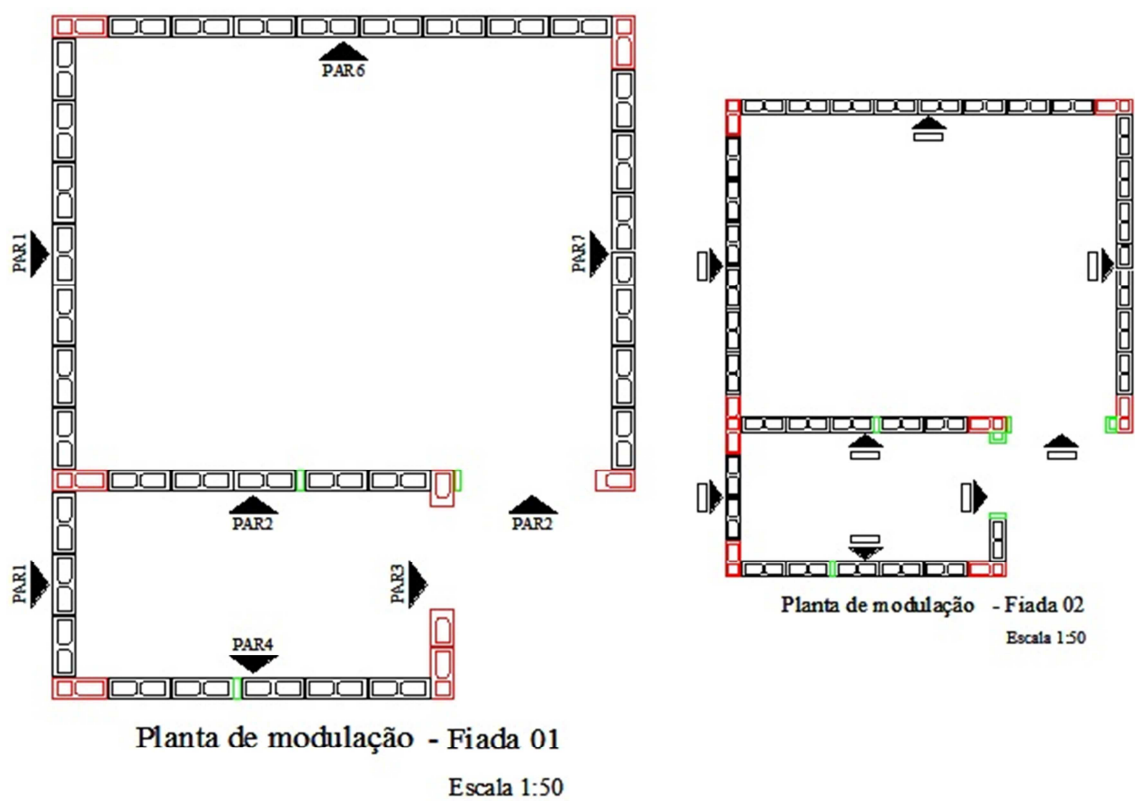 PAR6
PAR1
PAR7
PAR2
PAR2
PAR1
PAR3
PAR4
Planta de modulação - Fiada 01
Escala 1:50
Planta de modulação - Fiada 02
Escala 1:50